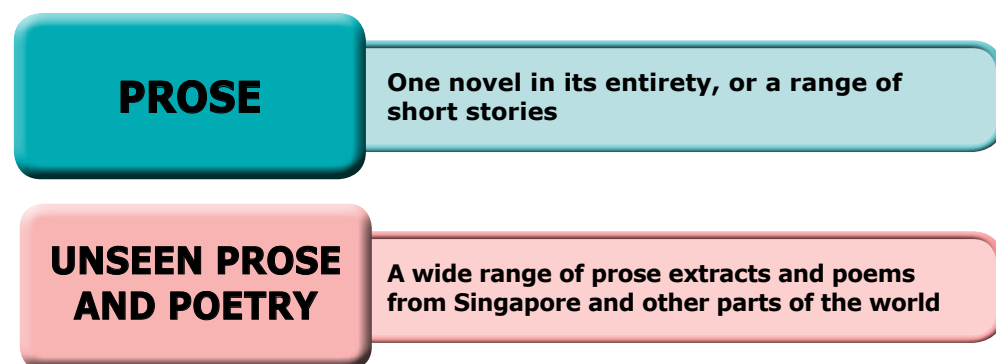 PROSE
One novel in its entirety, or a range of
short stories
UNSEEN PROSE
AND POETRY
A wide range of prose extracts and poems
from Singapore and other parts of the world